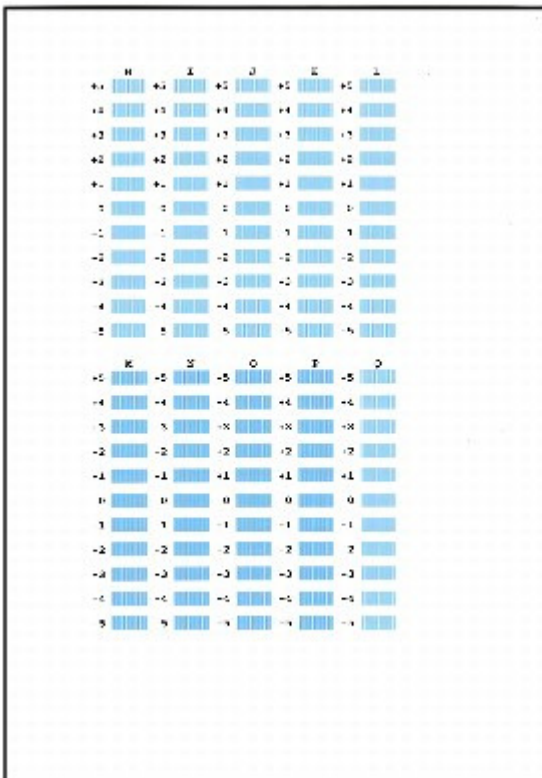 H I J K L
+5 +5 +5 +5 +5
+4 +4 +4 +4 +4
+3 +3 +3 +3 +3
+2 +2 +2 +2 +2
+1 +1 +1 +1 +1
0 0 0 0 0
-1 -1 -1 -1 -1
-2 -2 -2 -2 -2
-3 -3 -3 -3 -3
-4 -4 -4 -4 -4
-5 -5 -5 -5 -5
M N O P Q
+5 +5 +5 +5 +5
+4 +4 +4 +4 +4
+3 +3 +3 +3 +3
+2 +2 +2 +2 +2
+1 +1 +1 +1 +1
0 0 0 0 0
-1 -1 -1 -1 -1
-2 -2 -2 -2 -2
-3 -3 -3 -3 -3
-4 -4 -4 -4 -4
-5 -5 -5 -5 -5